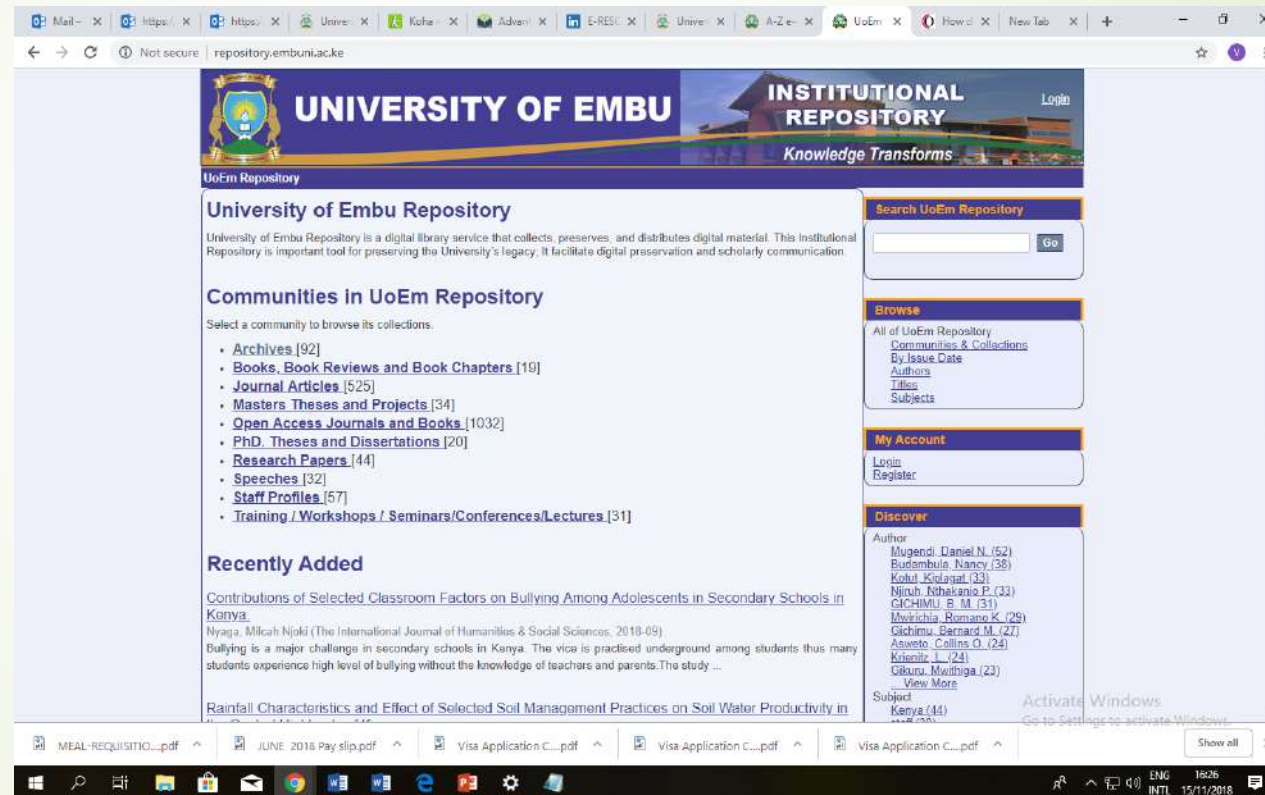 Mail – https:/. https:/. Univer Koha Advan E-RESC Univer A-Z e- UoEm How d New Tab
Not secure repository.embuni.ac.ke
UNIVERSITY OF EMBU
INSTITUTIONAL REPOSITORY
Knowledge Transforms
Login
UoEm Repository
University of Embu Repository
University of Embu Repository is a digital library service that collects, preserves, and distributes digital material. This Institutional
Repository is important tool for preserving the University's legacy; It facilitate digital preservation and scholarly communication
Communities in UoEm Repository
Select a community to browse its collections.
Archives [92]
Books, Book Reviews and Book Chapters [19]
Journal Articles [525]
Masters Theses and Projects [34]
Open Access Journals and Books [1032]
PhD. Theses and Dissertations [20]
Research Papers [44]
Speeches [32]
Staff Profiles [57]
Training / Workshops / Seminars/Conferences/Lectures [31]
Recently Added
Contributions of Selected Classroom Factors on Bullying Among Adolescents in Secondary Schools in
Kenya.
Nyaga, Milcah Njoki (The International Journal of Humanities & Social Sciences, 2018-09)
Bullying is a major challenge in secondary schools in Kenya. The vice is practised underground among students thus many
students experience high level of bullying without the knowledge of teachers and parents.The study ...
Rainfall Characteristics and Effect of Selected Soil Management Practices on Soil Water Productivity in
Search UoEm Repository
Go
Browse
All of UoEm Repository
Communities & Collections
By Issue Date
Authors
Titles
Subjects
My Account
Login
Register
Discover
Author
Mugendi, Daniel N. (52)
Budambula, Nancy (38)
Kotut, Kiplagat (33)
Njiruh, Nthakanio P. (33)
GICHIMU, B. M. (31)
Mwirichia, Romano K. (29)
Gichimu, Bernard M. (27)
Asweto, Collins O. (24)
Krienitz, L. (24)
Gikuru, Mwithiga (23)
... View More
Subject
Kenya (44)
Activate Windows
Go to Settings to activate Windows.
MEAL-REQUISITIO....pdf JUNE 2018 Pay slip.pdf Visa Application C....pdf Visa Application C....pdf Visa Application C....pdf Show all
ENG 16:26
INTL 15/11/2018